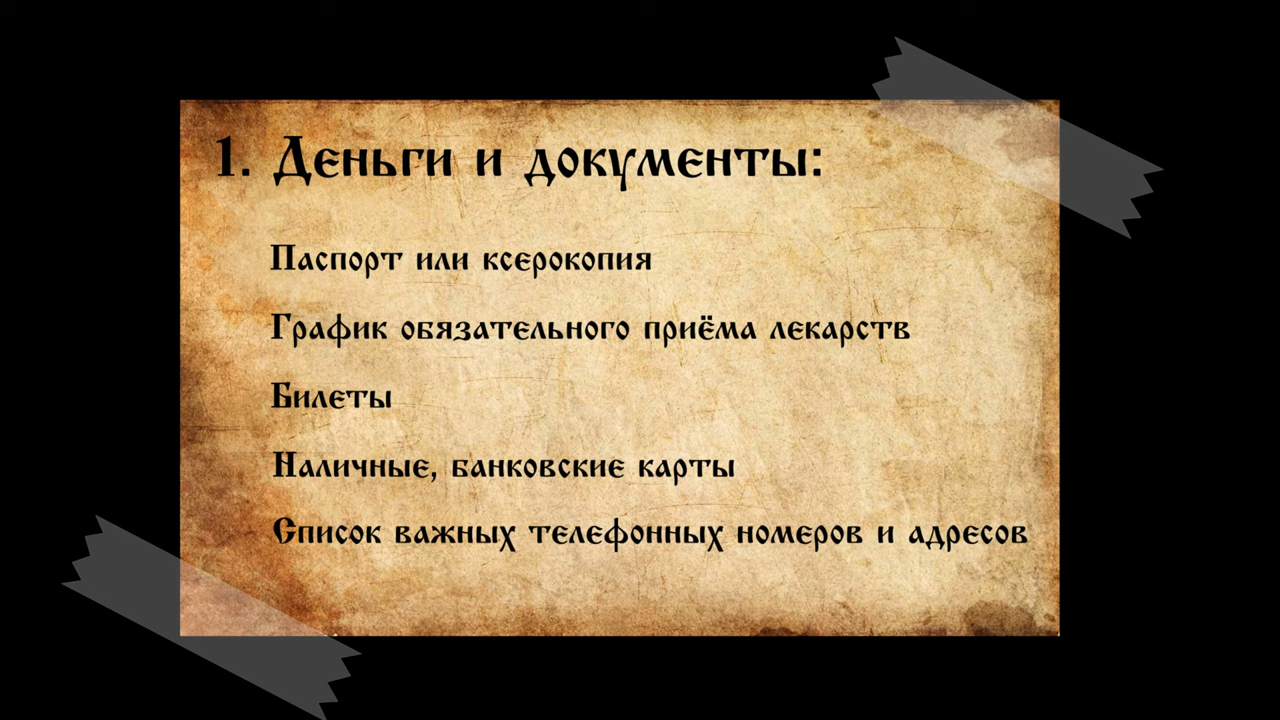 1. Деньги и документы:
Паспорт или ксерокопия
График обязательного приёма лекарств
Билеты
Наличные, банковские карты
Список важных телефонных номеров и адресов